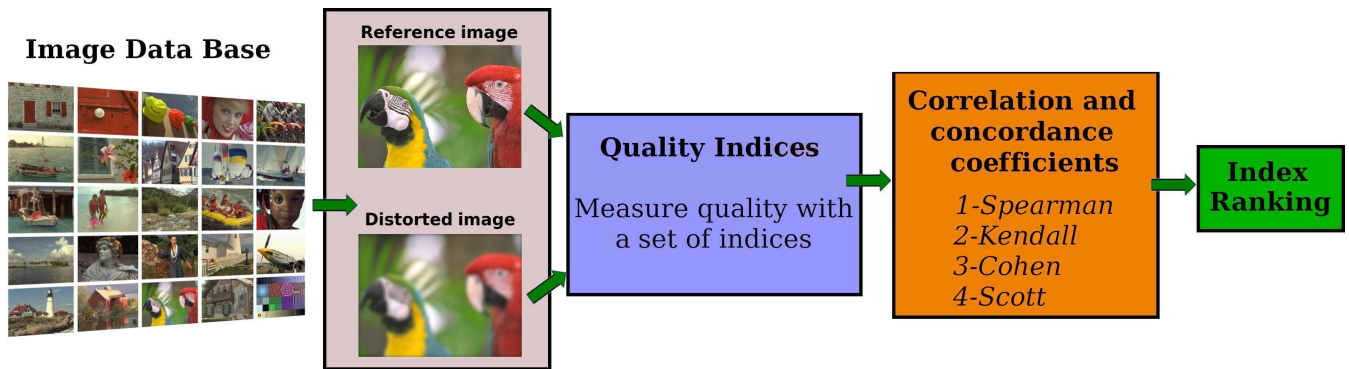 Image Data Base
Reference image
Distorted image
Quality Indices
Measure quality with
a set of indices
Correlation and
concordance
coefficients
1-Spearman
2-Kendall
3-Cohen
4-Scott
Index
Ranking